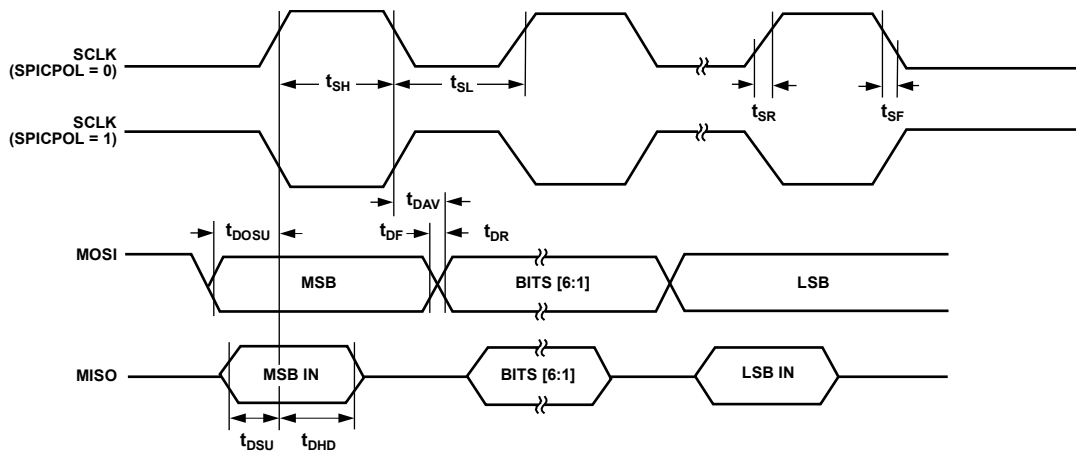 SCLK
(SPICPOL = 0)
tSH
tSL
tSR
tSF
SCLK
(SPICPOL = 1)
tDAV
tDOSU
tDF
tDR
MOSI
MSB
BITS [6:1]
LSB
MISO
MSB IN
BITS [6:1]
LSB IN
tDSU
tDHD